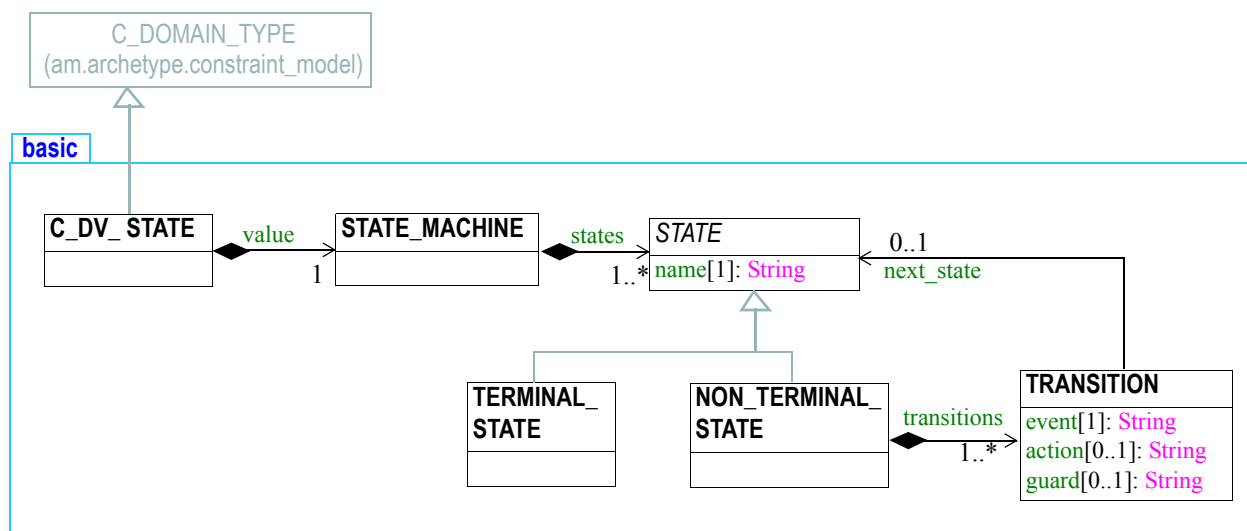 C_DOMAIN_TYPE
(am.archetype.constraint_model)
basic
C_DV_ STATE
value
1
STATE_MACHINE
states
1..*
STATE
name[1]: String
0..1
next_state
TERMINAL_
STATE
NON_TERMINAL_
STATE
transitions
1..*
TRANSITION
event[1]: String
action[0..1]: String
guard[0..1]: String